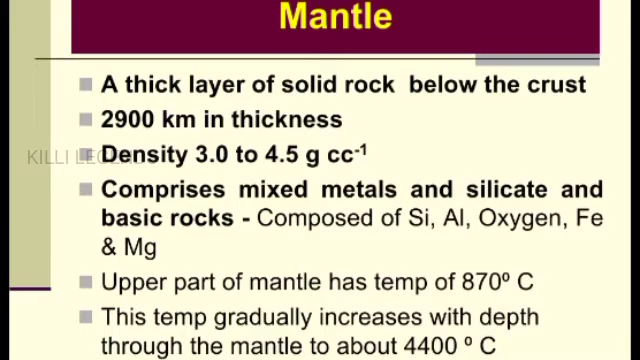 Mantle
A thick layer of solid rock below the crust
2900 km in thickness
KILLI LE
Density 3.0 to 4.5 g cc⁻¹
Comprises mixed metals and silicate and
basic rocks - Composed of Si, Al, Oxygen, Fe
& Mg
Upper part of mantle has temp of 870º C
This temp gradually increases with depth
through the mantle to about 4400 º C